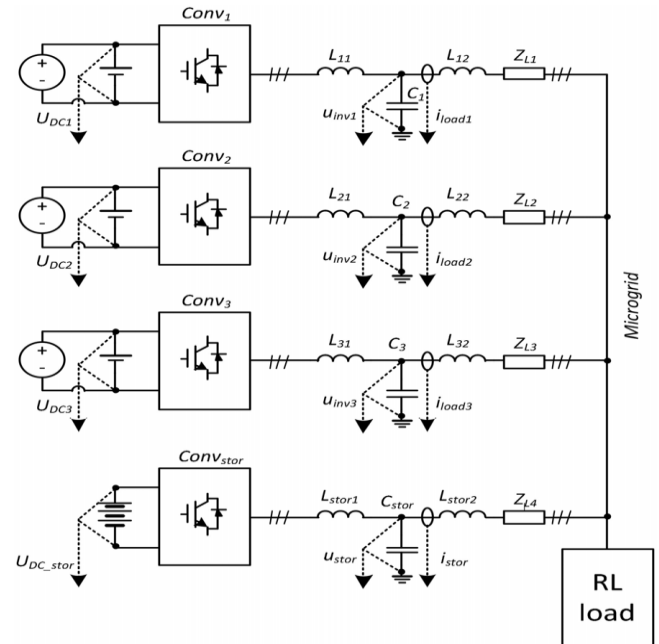 Conv1
L11
L12
ZL1
+
-
C1
UDC1
uinv1
iload1
Conv2
L21
C2
L22
ZL2
+
-
UDC2
uinv2
iload2
Conv3
L31
C3
L32
ZL3
+
-
UDC3
uinv3
iload3
Microgrid
Convstor
Lstor1
Cstor
Lstor2
ZL4
UDC_stor
ustor
istor
RL
load